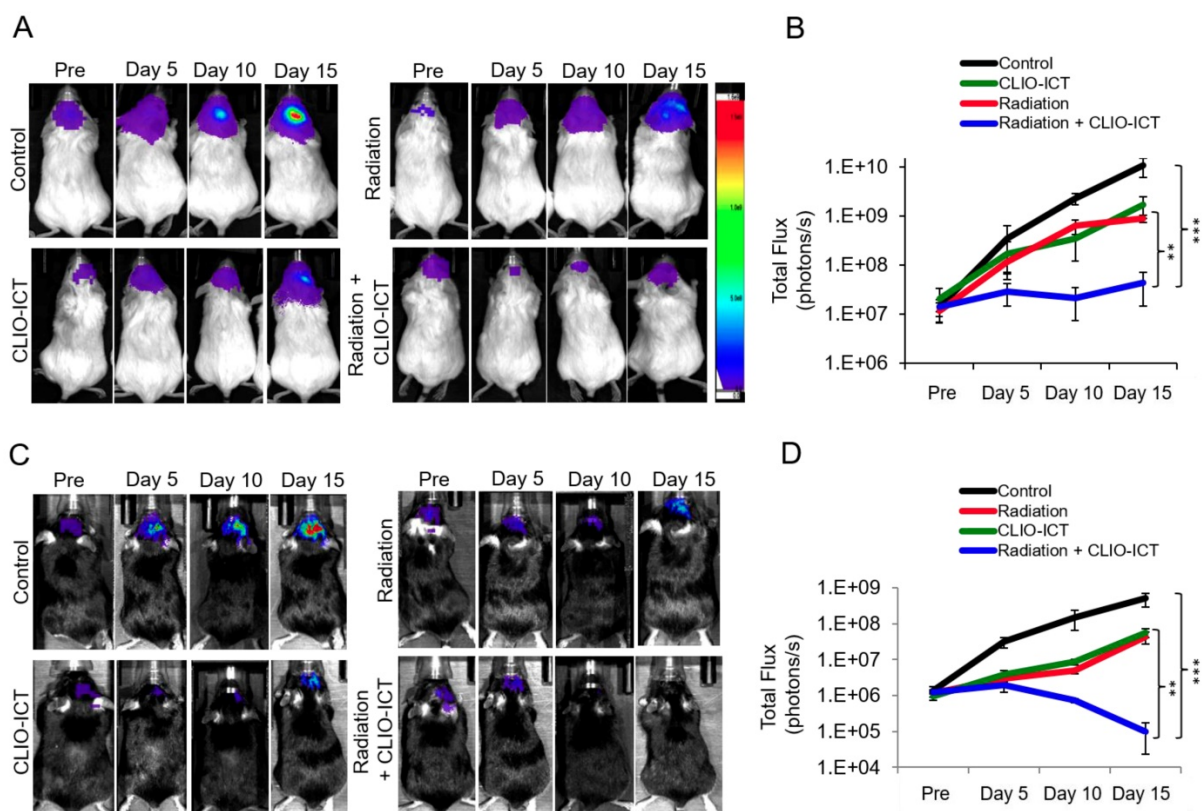 A
Pre Day 5 Day 10 Day 15
Control
CLIO-ICT
Pre Day 5 Day 10 Day 15
Radiation
Radiation +
CLIO-ICT
B
Control
CLIO-ICT
Radiation
Radiation + CLIO-ICT
Total Flux
(photons/s)
1.E+10
1.E+09
1.E+08
1.E+07
1.E+06
Pre Day 5 Day 10 Day 15
**
***
C
Pre Day 5 Day 10 Day 15
Control
CLIO-ICT
Pre Day 5 Day 10 Day 15
Radiation
Radiation
+ CLIO-ICT
D
Control
Radiation
CLIO-ICT
Radiation + CLIO-ICT
Total Flux
(photons/s)
1.E+09
1.E+08
1.E+07
1.E+06
1.E+05
1.E+04
Pre Day 5 Day 10 Day 15
**
***